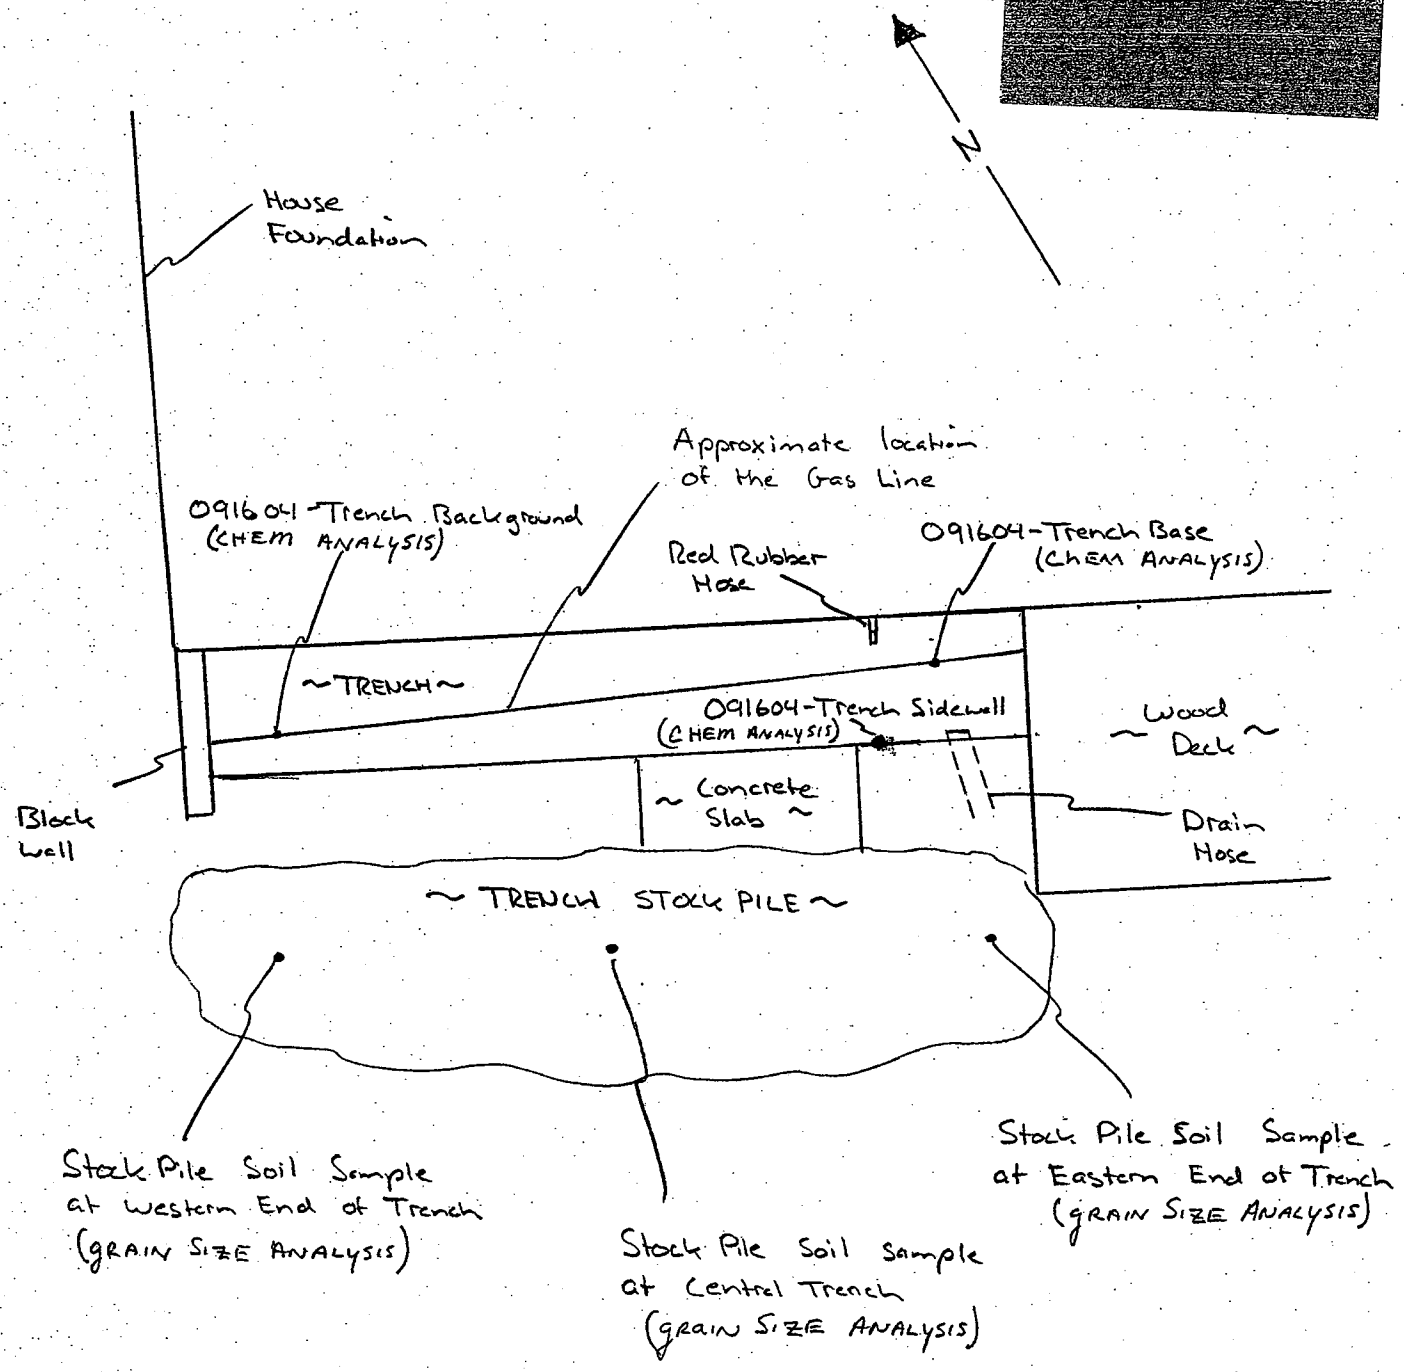 N
House
Foundation
Approximate location
of the Gas Line
091604-Trench Background
(CHEM ANALYSIS)
Red Rubber
Hose
091604-Trench Base
(CHEM ANALYSIS)
~TRENCH~
091604-Trench Sidewall
(CHEM ANALYSIS)
~ Wood
Deck ~
~ Concrete
Slab ~
Block
Wall
Drain
Hose
~ TRENCH STOCK PILE ~
Stock Pile Soil Sample
at Western End of Trench
(GRAIN SIZE ANALYSIS)
Stock Pile Soil Sample
at Central Trench
(GRAIN SIZE ANALYSIS)
Stock Pile Soil Sample
at Eastern End of Trench
(GRAIN SIZE ANALYSIS)